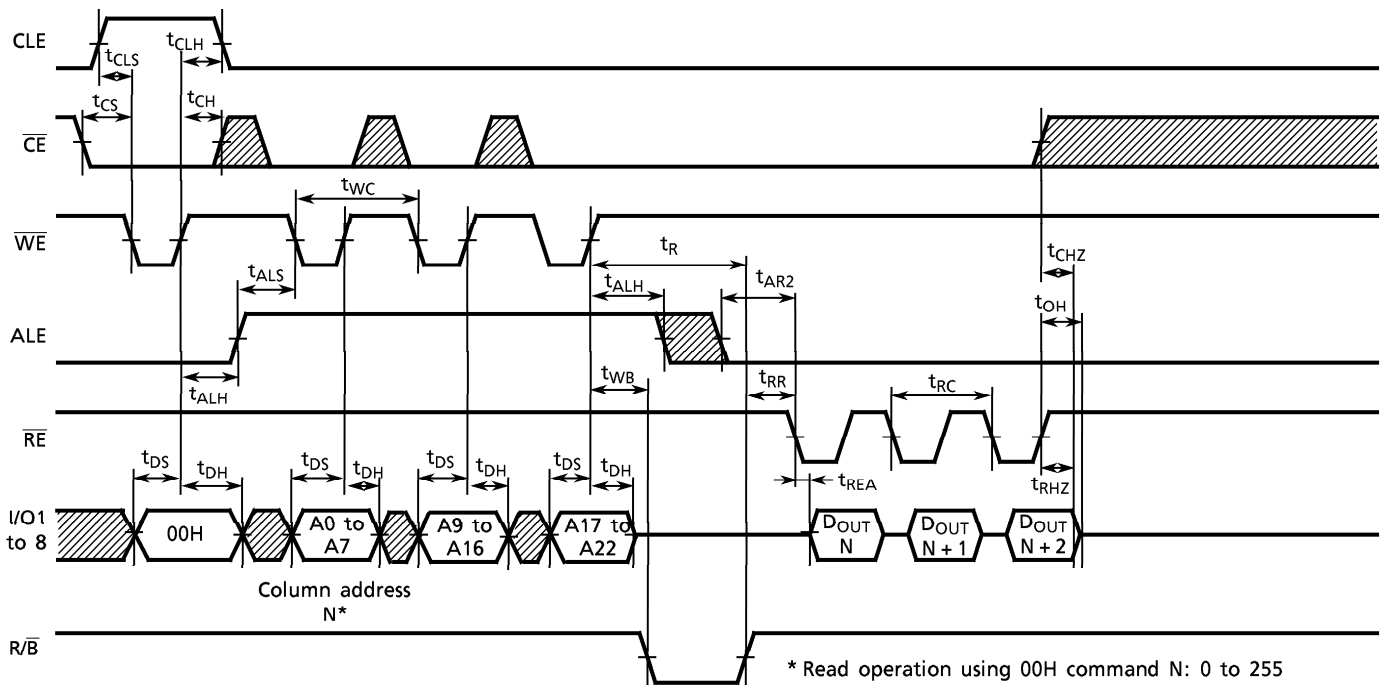 CLE
tCLS
tCLH
tCS
tCH
CE
tWC
WE
tR
tCHZ
tALS
tALH
tAR2
tOH
ALE
tALH
tWB
tRR
tRC
RE
tDS
tDH
tDS
tDH
tDS
tDH
tDS
tDH
tREA
tRHZ
I/O1
to 8
00H
A0 to
A7
A9 to
A16
A17 to
A22
DOUT
N
DOUT
N + 1
DOUT
N + 2
Column address
N*
R/B
* Read operation using 00H command N: 0 to 255